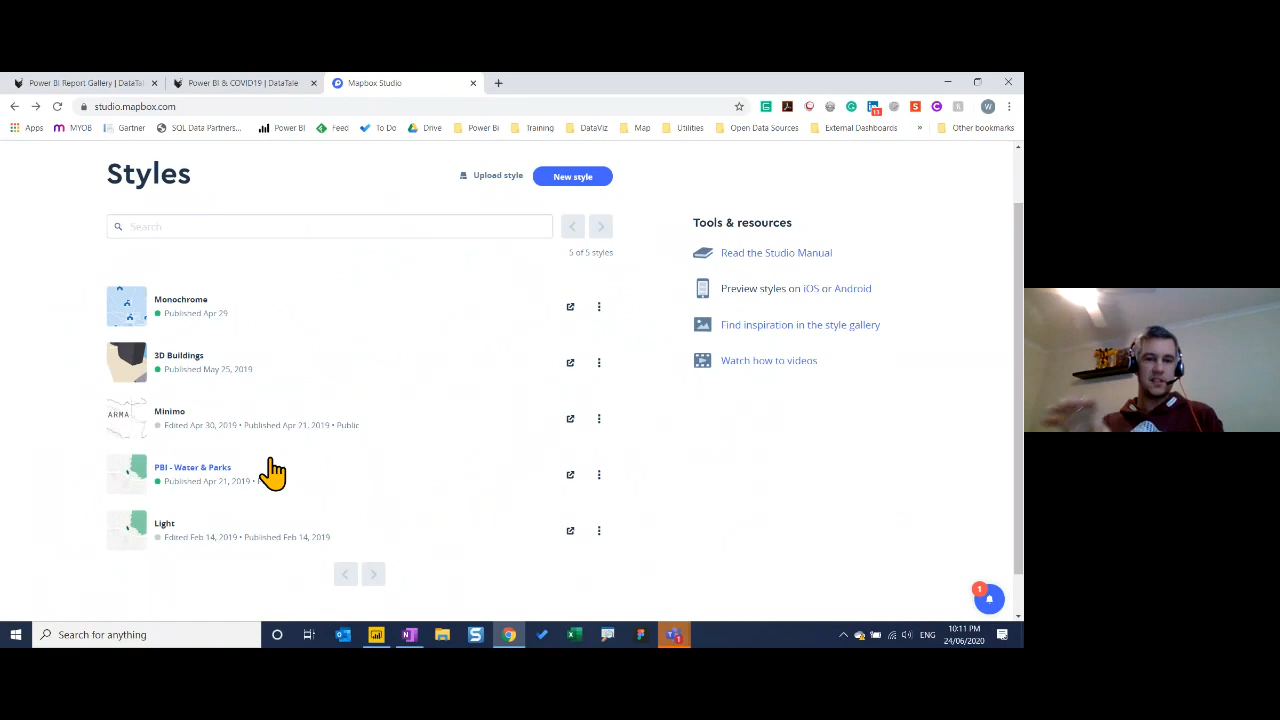 Power BI Report Gallery | DataTal
Power BI & COVID19 | DataTale
Mapbox Studio
studio.mapbox.com
W
Apps
MYOB
Gartner
SQL Data Partners...
Power BI
Feed
To Do
Drive
Power Bi
Training
DataViz
Map
Utilities
Open Data Sources
External Dashboards
»
Other bookmarks
Styles
Upload style
New style
Search
5 of 5 styles
Monochrome
Published Apr 29
3D Buildings
Published May 25, 2019
ARMA
Minimo
Edited Apr 30, 2019 • Published Apr 21, 2019 • Public
PBI - Water & Parks
Published Apr 21, 2019 •
Light
Edited Feb 14, 2019 • Published Feb 14, 2019
Tools & resources
Read the Studio Manual
Preview styles on iOS or Android
Find inspiration in the style gallery
Watch how to videos
1
Search for anything
ENG
10:11 PM
24/06/2020